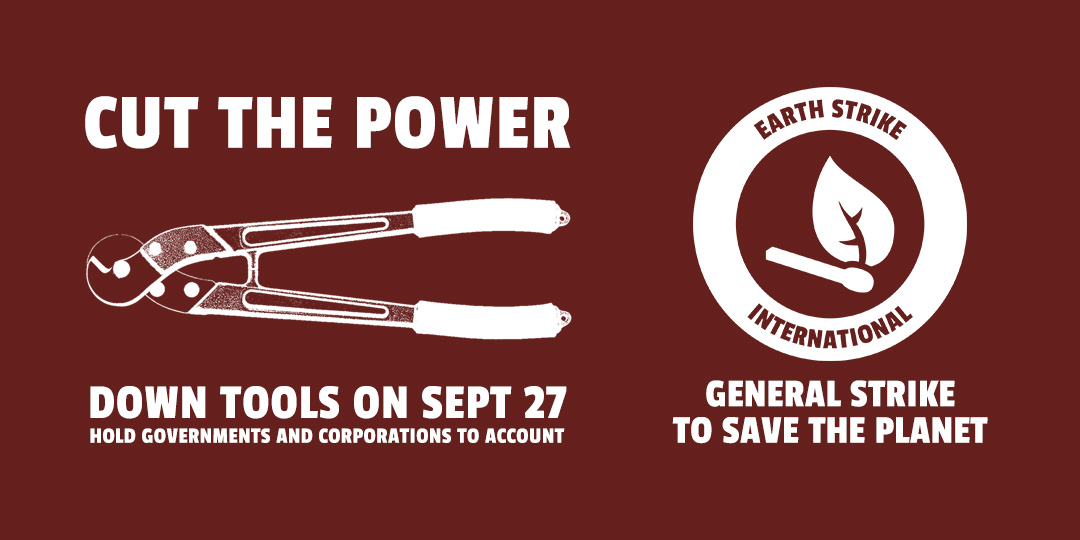 CUT THE POWER
DOWN TOOLS ON SEPT 27
HOLD GOVERNMENTS AND CORPORATIONS TO ACCOUNT
EARTH STRIKE
INTERNATIONAL
GENERAL STRIKE
TO SAVE THE PLANET